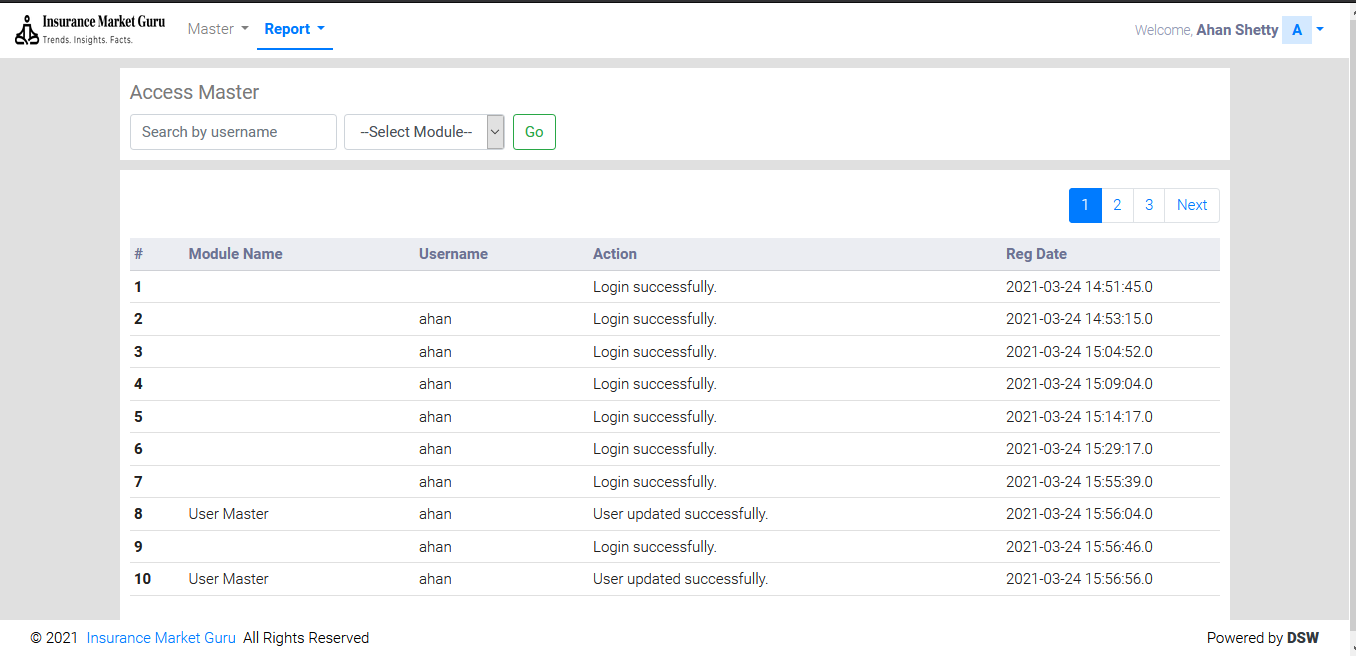 Insurance Market Guru
Trends. Insights. Facts.
Master Report Welcome, Ahan Shetty A
Access Master
Search by username --Select Module-- Go
1 2 3 Next
# Module Name Username Action Reg Date
1 Login successfully. 2021-03-24 14:51:45.0
2 ahan Login successfully. 2021-03-24 14:53:15.0
3 ahan Login successfully. 2021-03-24 15:04:52.0
4 ahan Login successfully. 2021-03-24 15:09:04.0
5 ahan Login successfully. 2021-03-24 15:14:17.0
6 ahan Login successfully. 2021-03-24 15:29:17.0
7 ahan Login successfully. 2021-03-24 15:55:39.0
8 User Master ahan User updated successfully. 2021-03-24 15:56:04.0
9 ahan Login successfully. 2021-03-24 15:56:46.0
10 User Master ahan User updated successfully. 2021-03-24 15:56:56.0
© 2021 Insurance Market Guru All Rights Reserved Powered by DSW